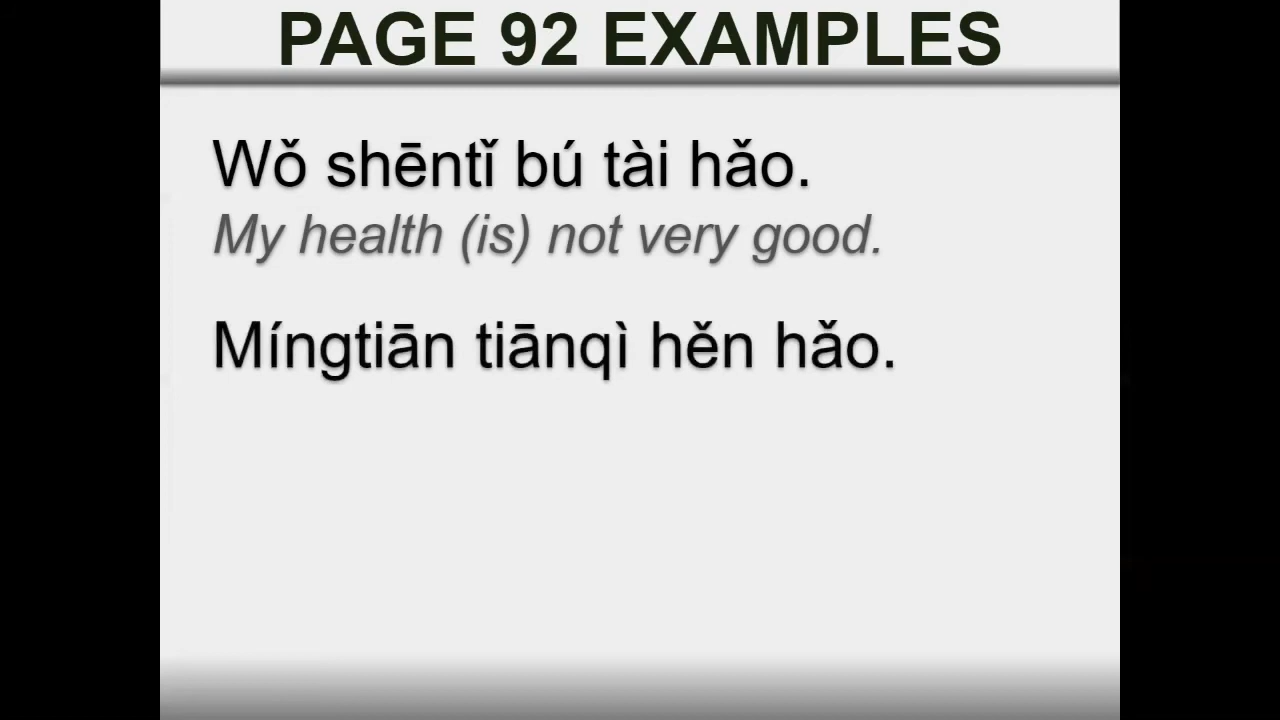 PAGE 92 EXAMPLES
Wǒ shēntǐ bú tài hǎo.
My health (is) not very good.
Míngtiān tiānqì hěn hǎo.